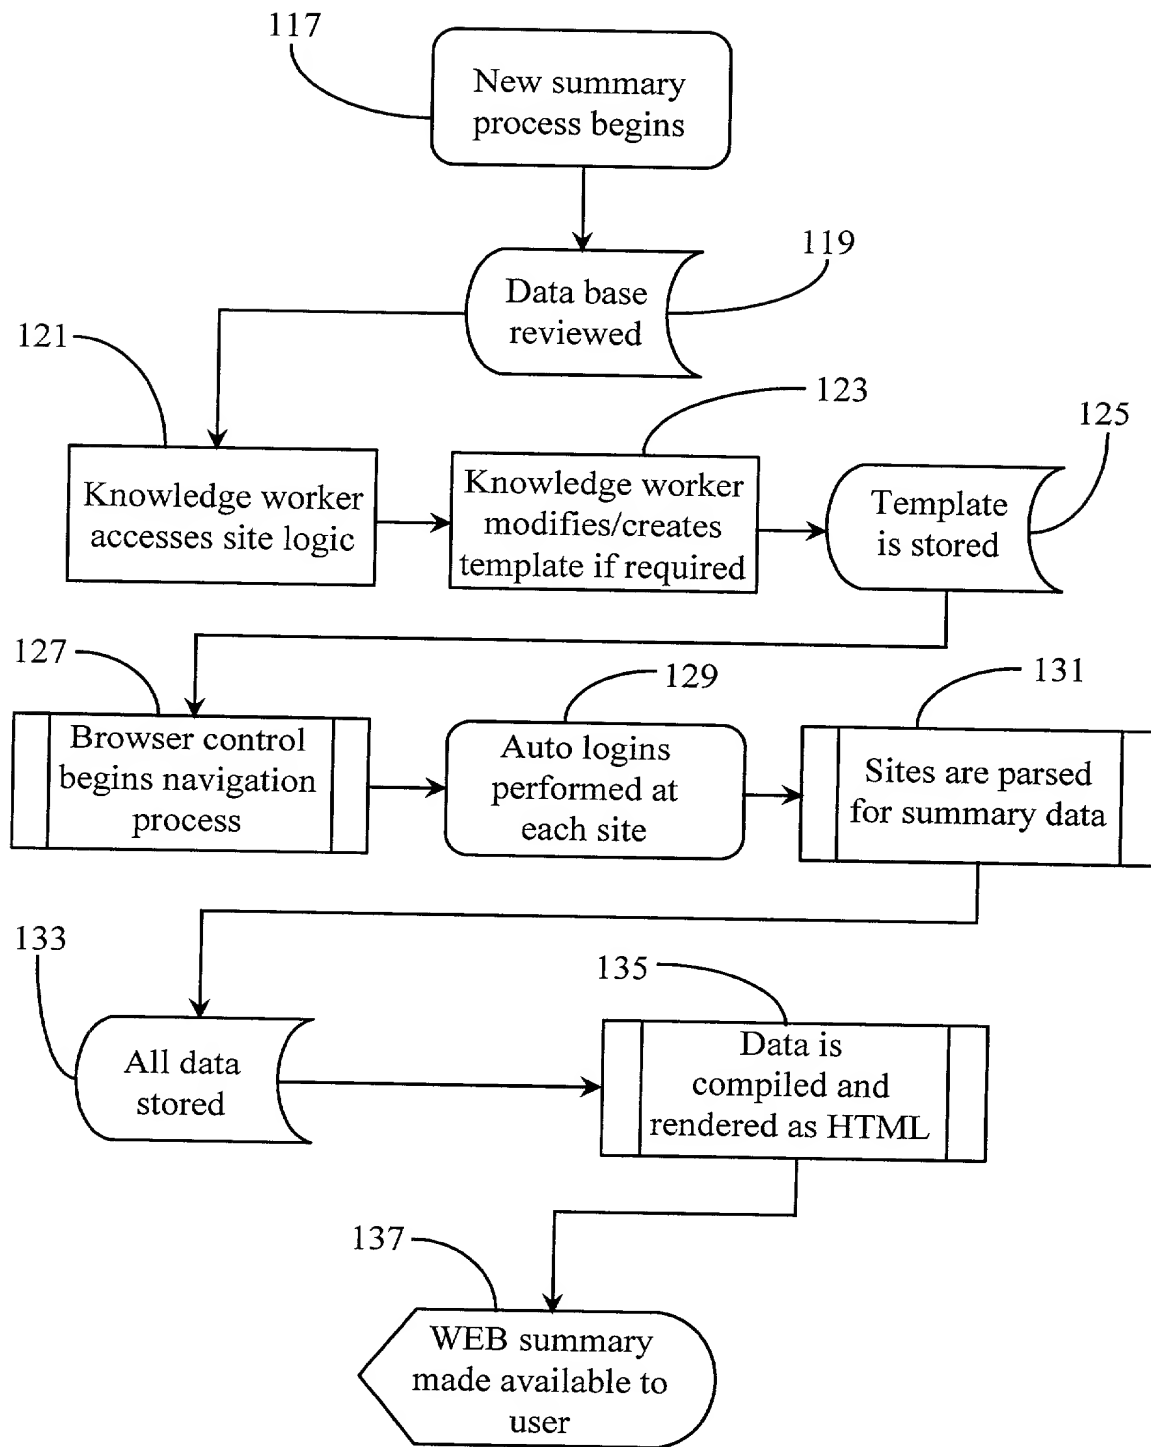 117
New summary
process begins
119
Data base
reviewed
121
Knowledge worker
accesses site logic
123
Knowledge worker
modifies/creates
template if required
125
Template
is stored
127
Browser control
begins navigation
process
129
Auto logins
performed at
each site
131
Sites are parsed
for summary data
133
All data
stored
135
Data is
compiled and
rendered as HTML
137
WEB summary
made available to
user